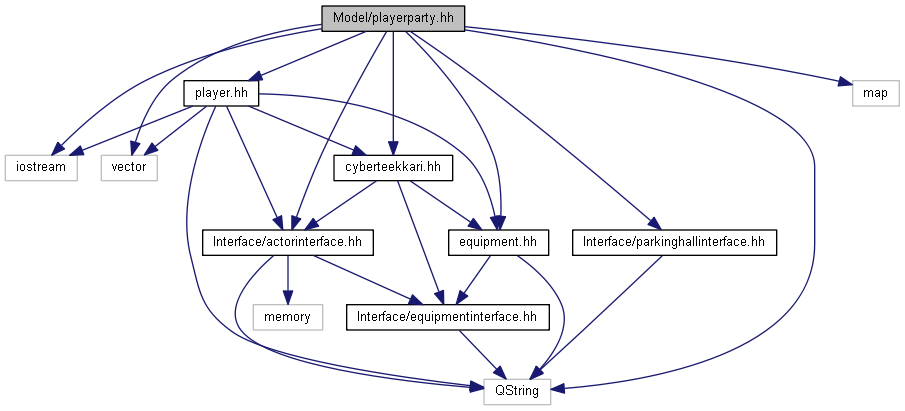 Model/playerparty.hh
player.hh
map
iostream
vector
cyberteekkari.hh
Interface/actorinterface.hh
equipment.hh
Interface/parkinghallinterface.hh
memory
Interface/equipmentinterface.hh
QString